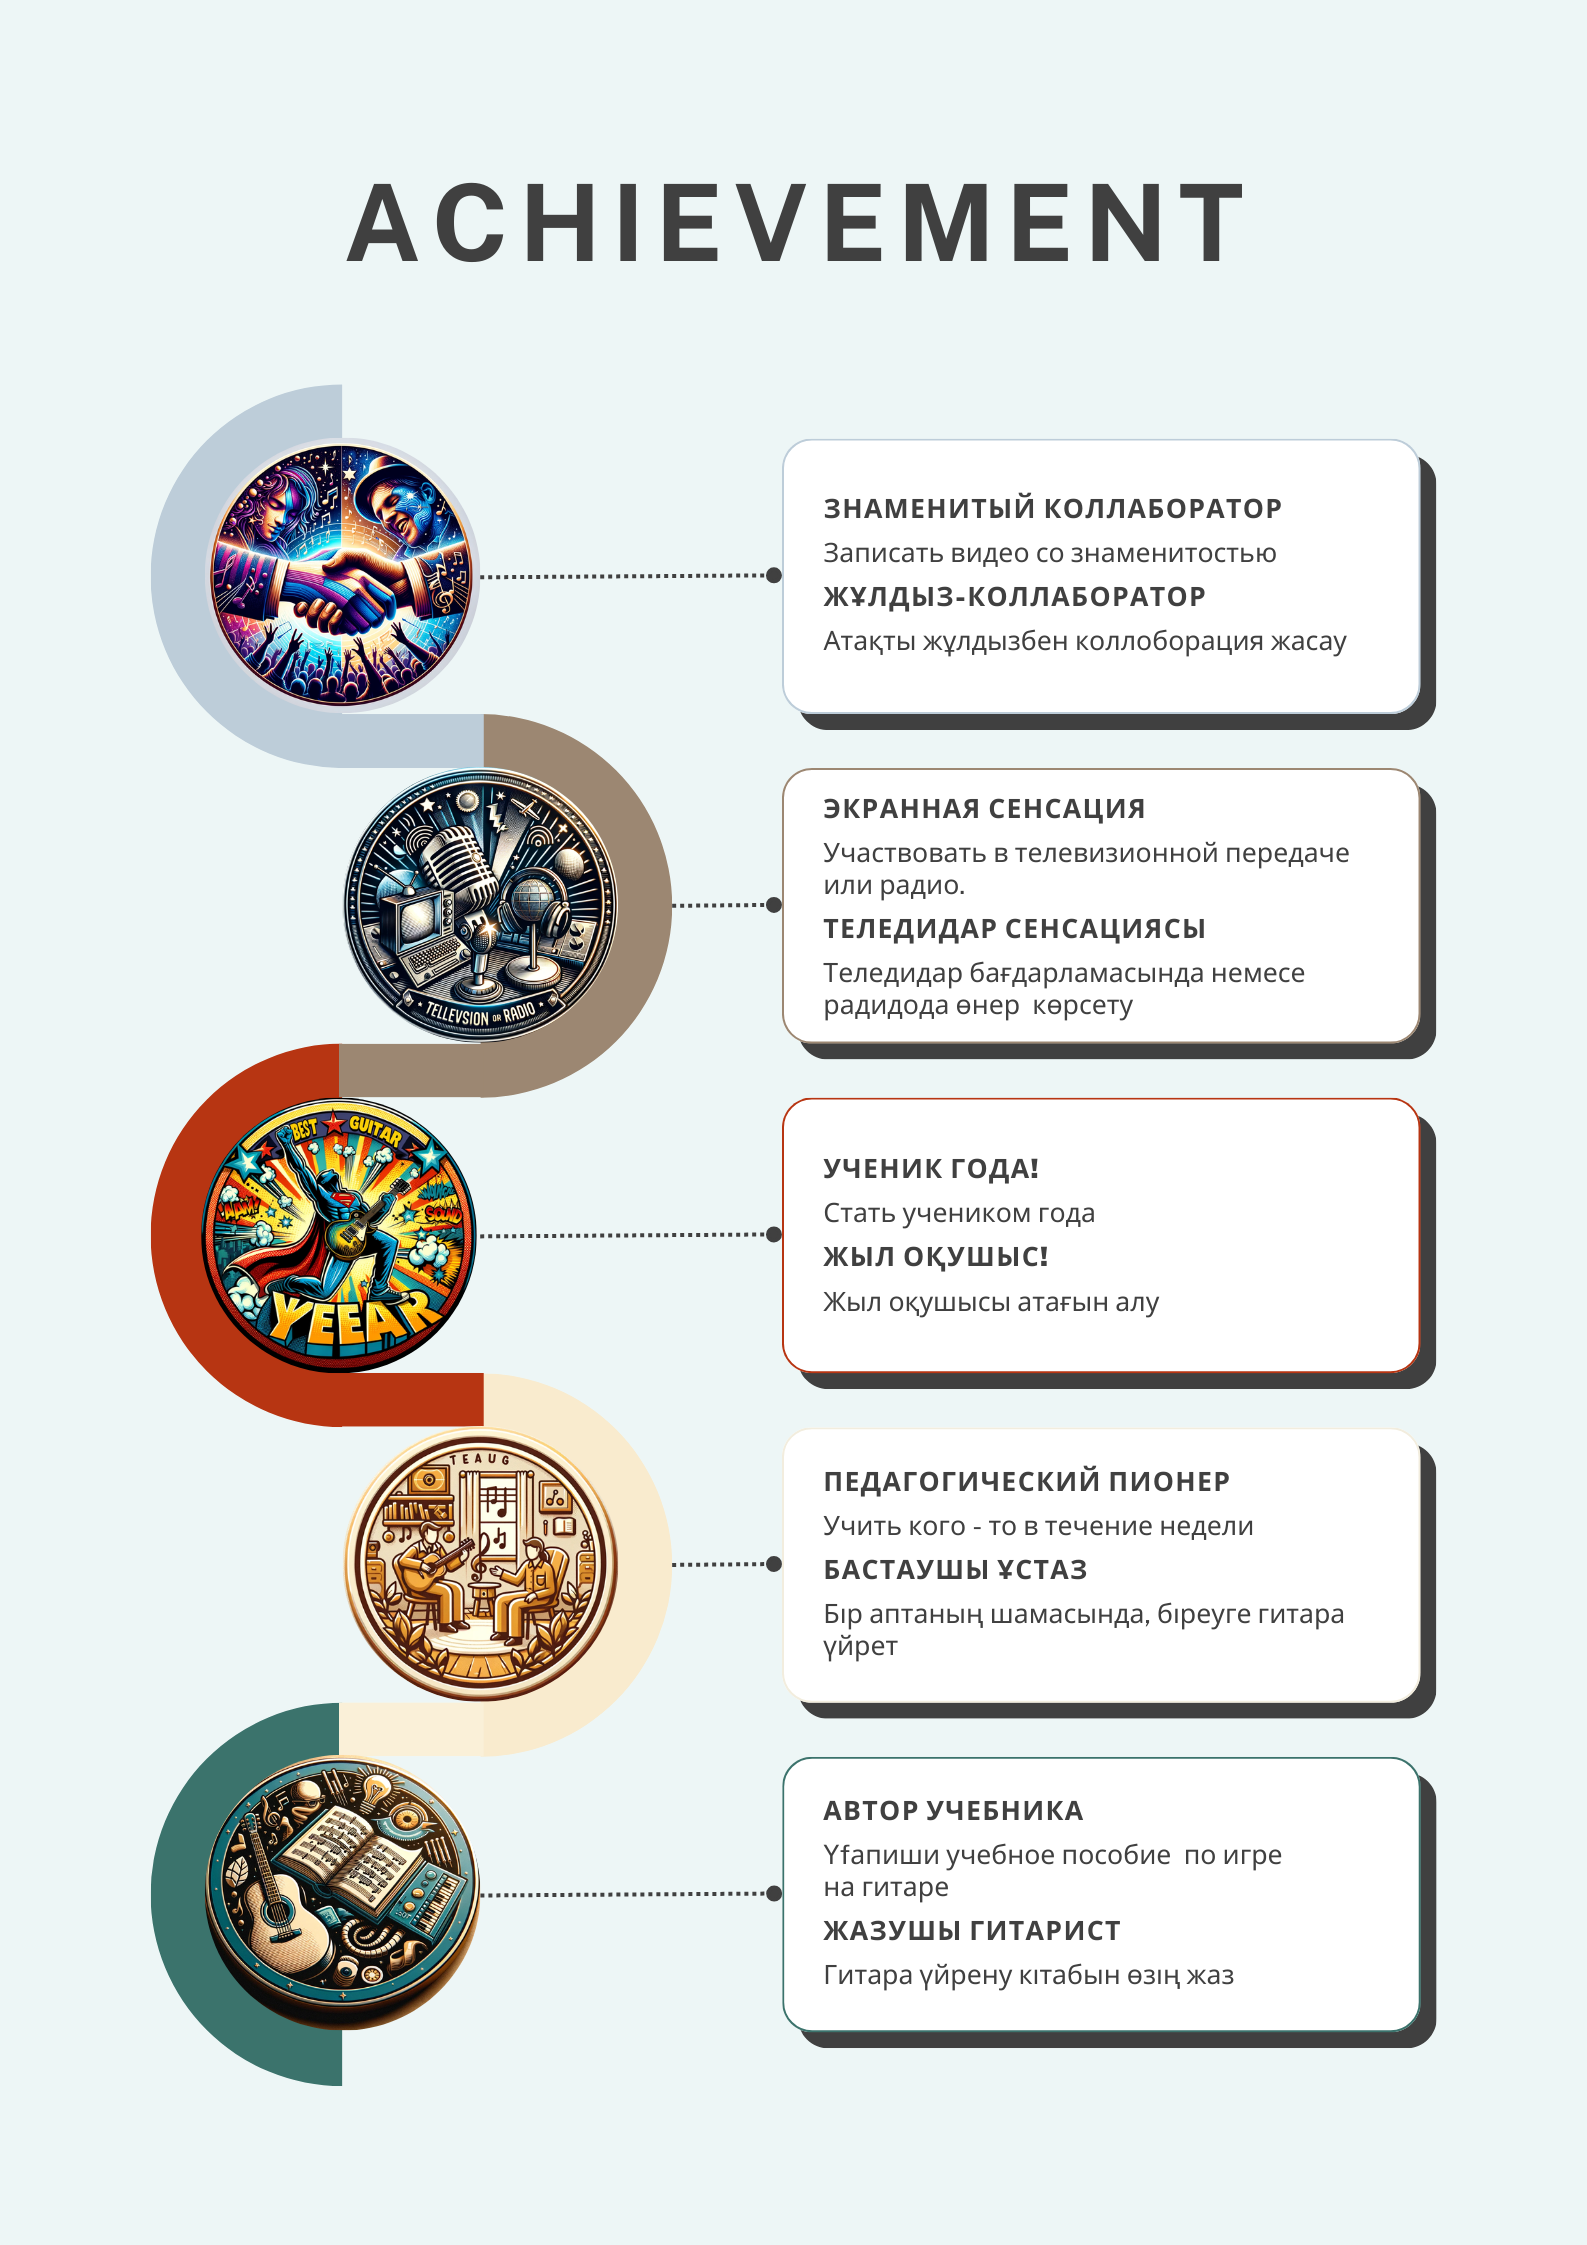 ACHIEVEMENT
ЗНАМЕНИТЫЙ КОЛЛАБОРАТОР
Записать видео со знаменитостью
ЖҰЛДЫЗ-КОЛЛАБОРАТОР
Атақты жұлдызбен коллоборация жасау
TELLEVSION OR RADIO
ЭКРАННАЯ СЕНСАЦИЯ
Участвовать в телевизионной передаче
или радио.
ТЕЛЕДИДАР СЕНСАЦИЯСЫ
Теледидар бағдарламасында немесе
радидода өнер  көрсету
BEST GUITAR
YEEAR
УЧЕНИК ГОДА!
Стать учеником года
ЖЫЛ ОҚУШЫС!
Жыл оқушысы атағын алу
TEAUG
ПЕДАГОГИЧЕСКИЙ ПИОНЕР
Учить кого - то в течение недели
БАСТАУШЫ ҰСТАЗ
Бір аптаның шамасында, біреуге гитара
үйрет
АВТОР УЧЕБНИКА
Yfапиши учебное пособие  по игре
на гитаре
ЖАЗУШЫ ГИТАРИСТ
Гитара үйрену кітабын өзің жаз